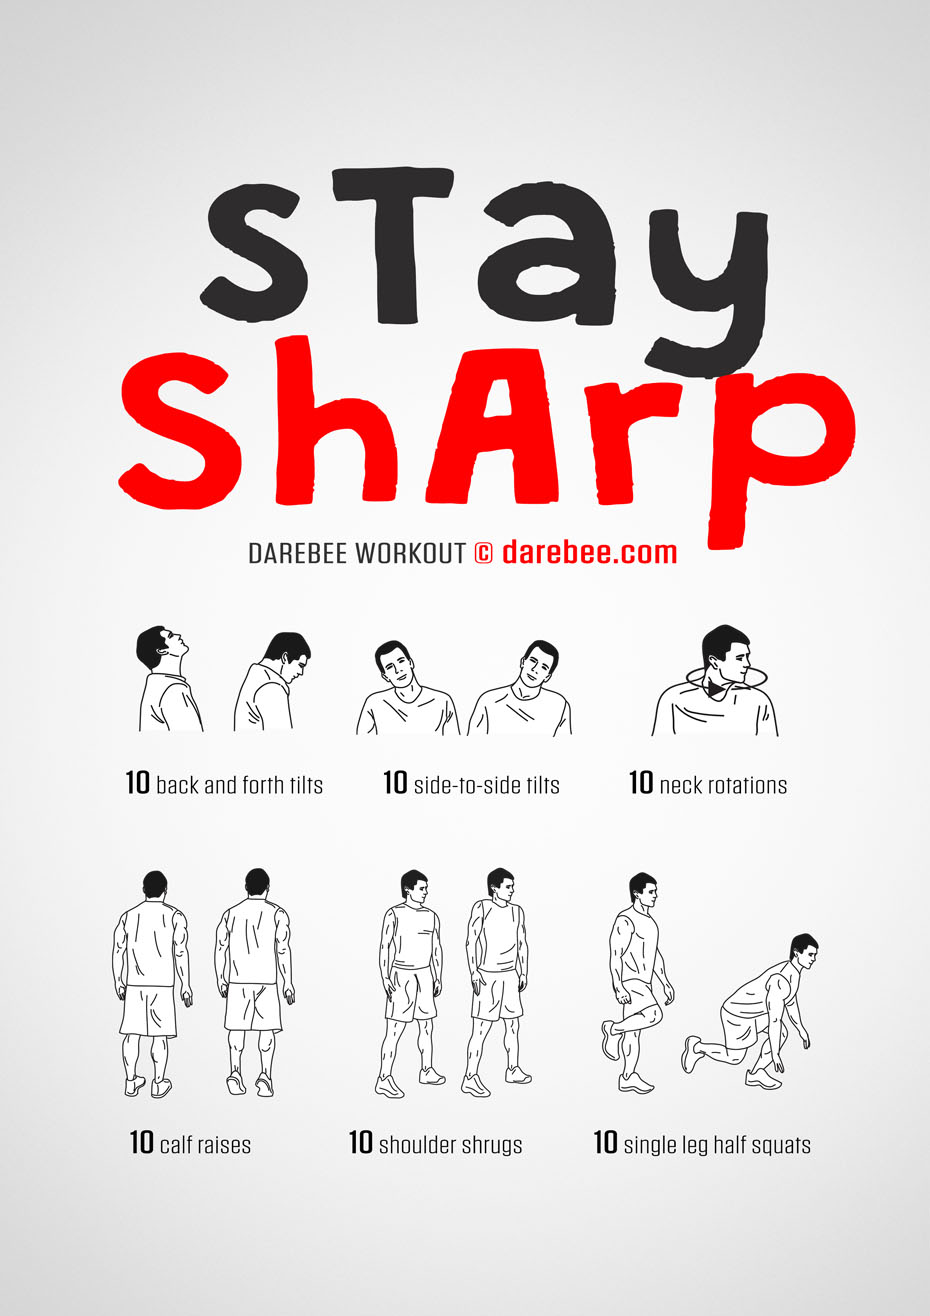 sTay
ShArp
DAREBEE WORKOUT © darebee.com
10 back and forth tilts
10 side-to-side tilts
10 neck rotations
10 calf raises
10 shoulder shrugs
10 single leg half squats